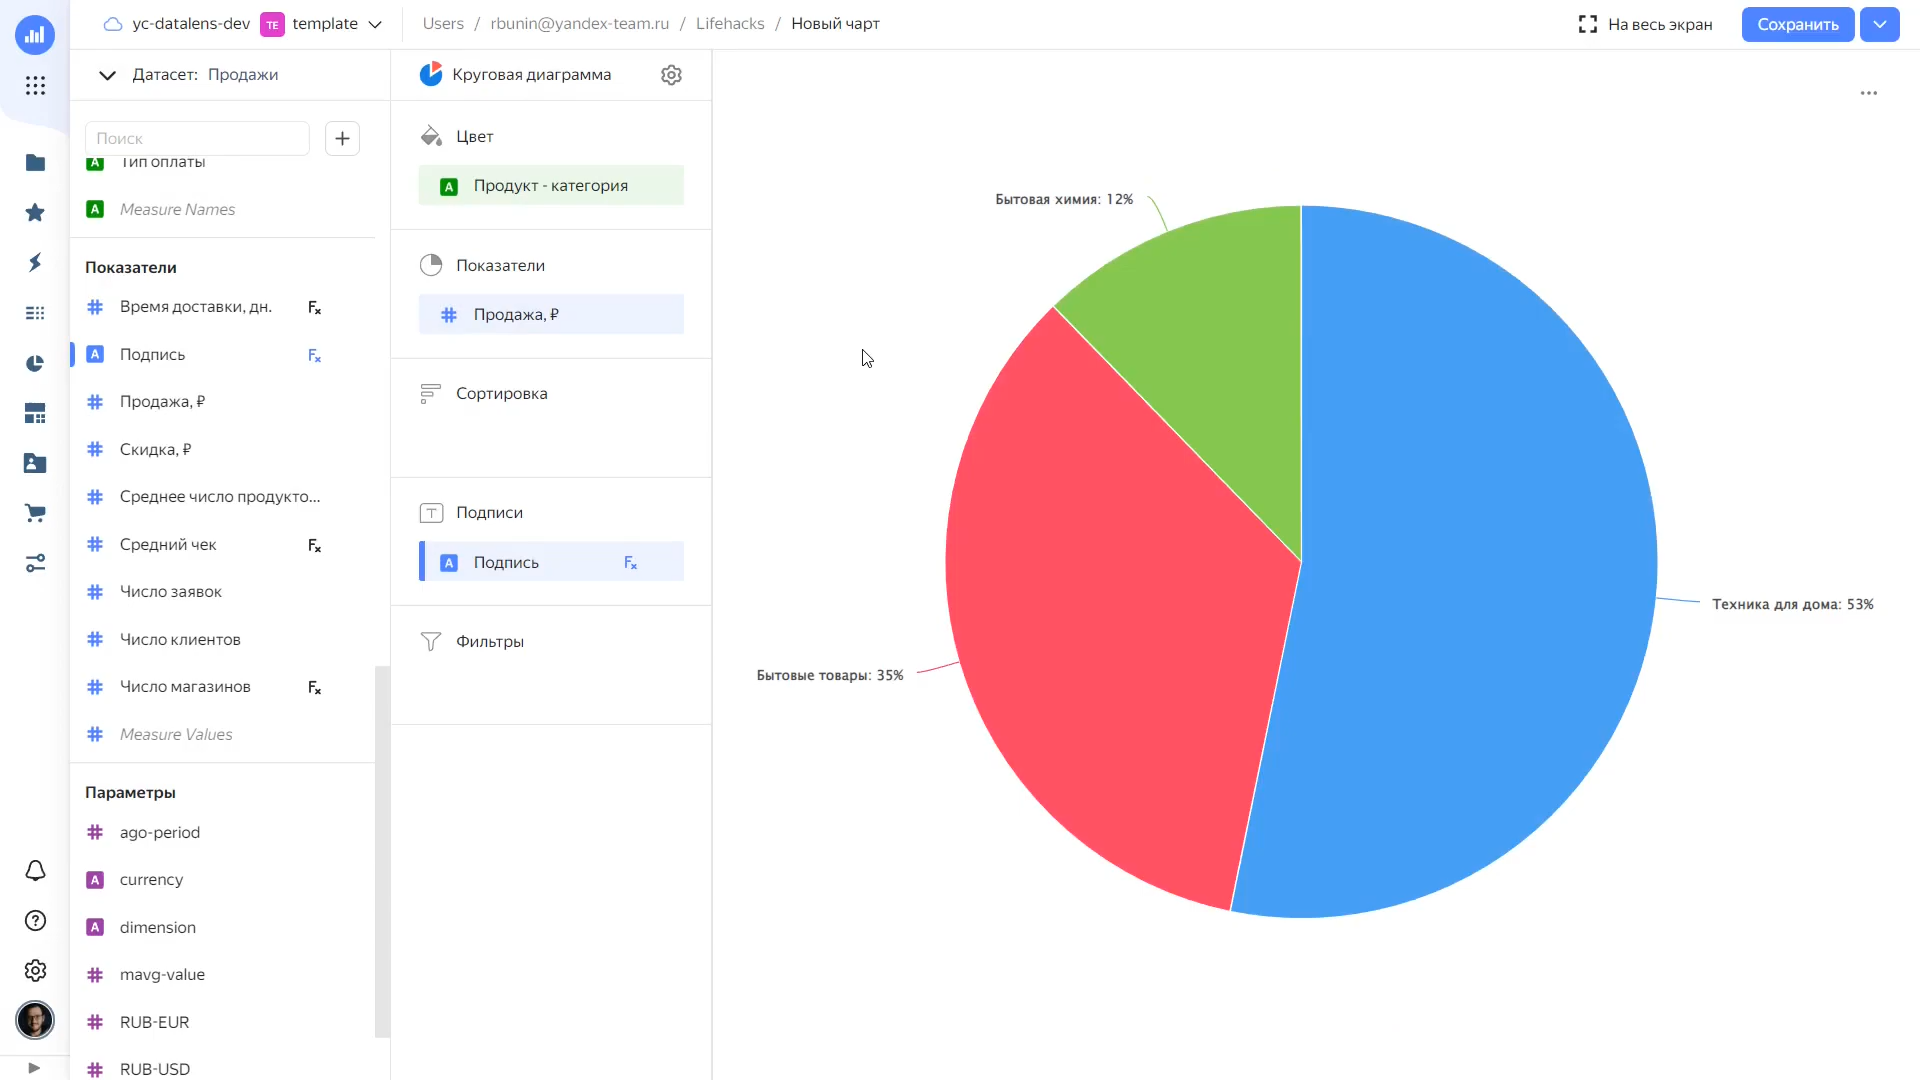 yc-datalens-dev TE template
Users / rbunin@yandex-team.ru / Lifehacks / Новый чарт
На весь экран
Сохранить
Датасет: Продажи
Поиск
Тип оплаты
A Measure Names
Показатели
Время доставки, дн.
A Подпись
Продажа, ₽
Скидка, ₽
Среднее число продукто...
Средний чек
Число заявок
Число клиентов
Число магазинов
Measure Values
Параметры
ago-period
A currency
A dimension
mavg-value
RUB-EUR
RUB-USD
Круговая диаграмма
Цвет
A Продукт - категория
Показатели
Продажа, ₽
Сортировка
Подписи
A Подпись
Фильтры
Бытовая химия: 12%
Техника для дома: 53%
Бытовые товары: 35%